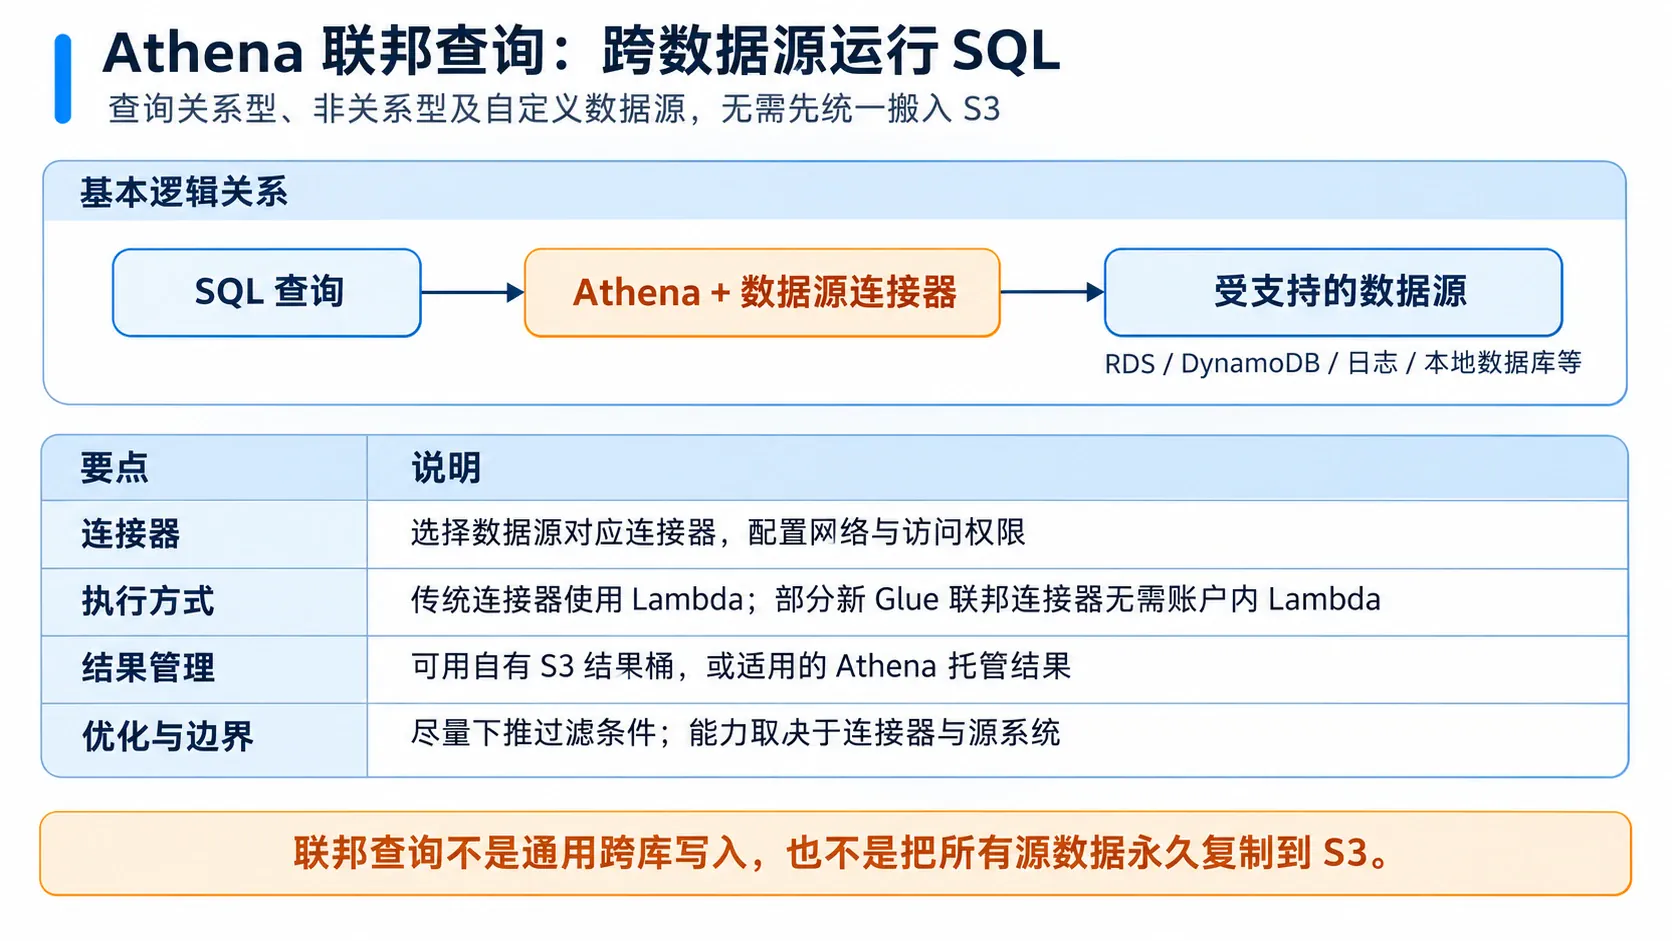 Athena 联邦查询：跨数据源运行 SQL
查询关系型、非关系型及自定义数据源，无需先统一搬入 S3
基本逻辑关系
SQL 查询
Athena + 数据源连接器
受支持的数据源
RDS / DynamoDB / 日志 / 本地数据库等
要点
说明
连接器
选择数据源对应连接器，配置网络与访问权限
执行方式
传统连接器使用 Lambda；部分新 Glue 联邦连接器无需账户内 Lambda
结果管理
可用自有 S3 结果桶，或适用的 Athena 托管结果
优化与边界
尽量下推过滤条件；能力取决于连接器与源系统
联邦查询不是通用跨库写入，也不是把所有源数据永久复制到 S3。